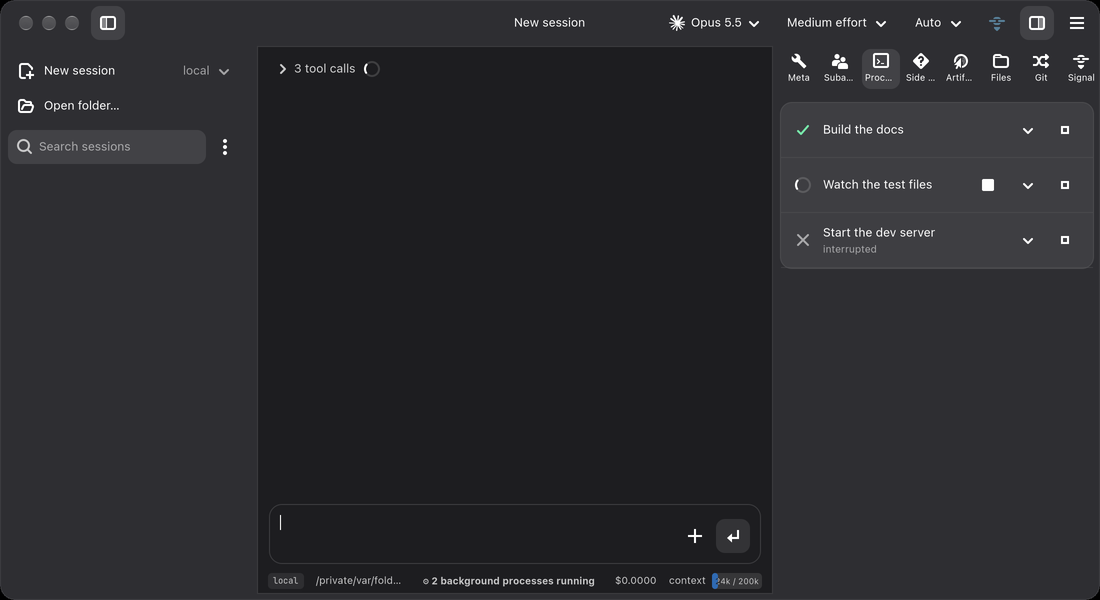 New session
Opus 5.5
Medium effort
Auto
New session
local
Open folder...
Search sessions
3 tool calls
Meta
Suba...
Proc...
Side ...
Artif...
Files
Git
Signal
Build the docs
Watch the test files
Start the dev server
interrupted
local
/private/var/fold...
2 background processes running
$0.0000
context
24k / 200k